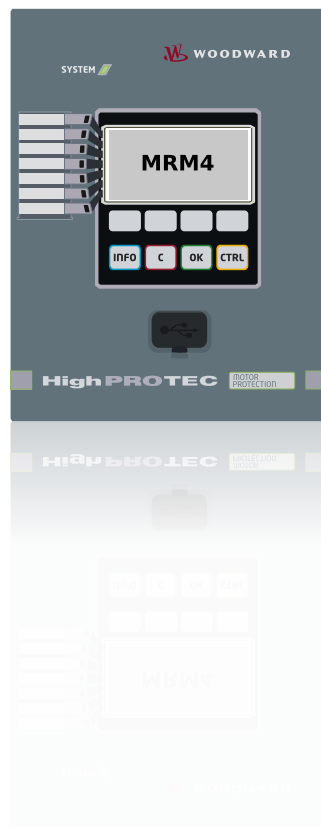 WOODWARD
SYSTEM
MRM4
INFO C OK CTRL
HighPROTEC
MOTOR
PROTECTION